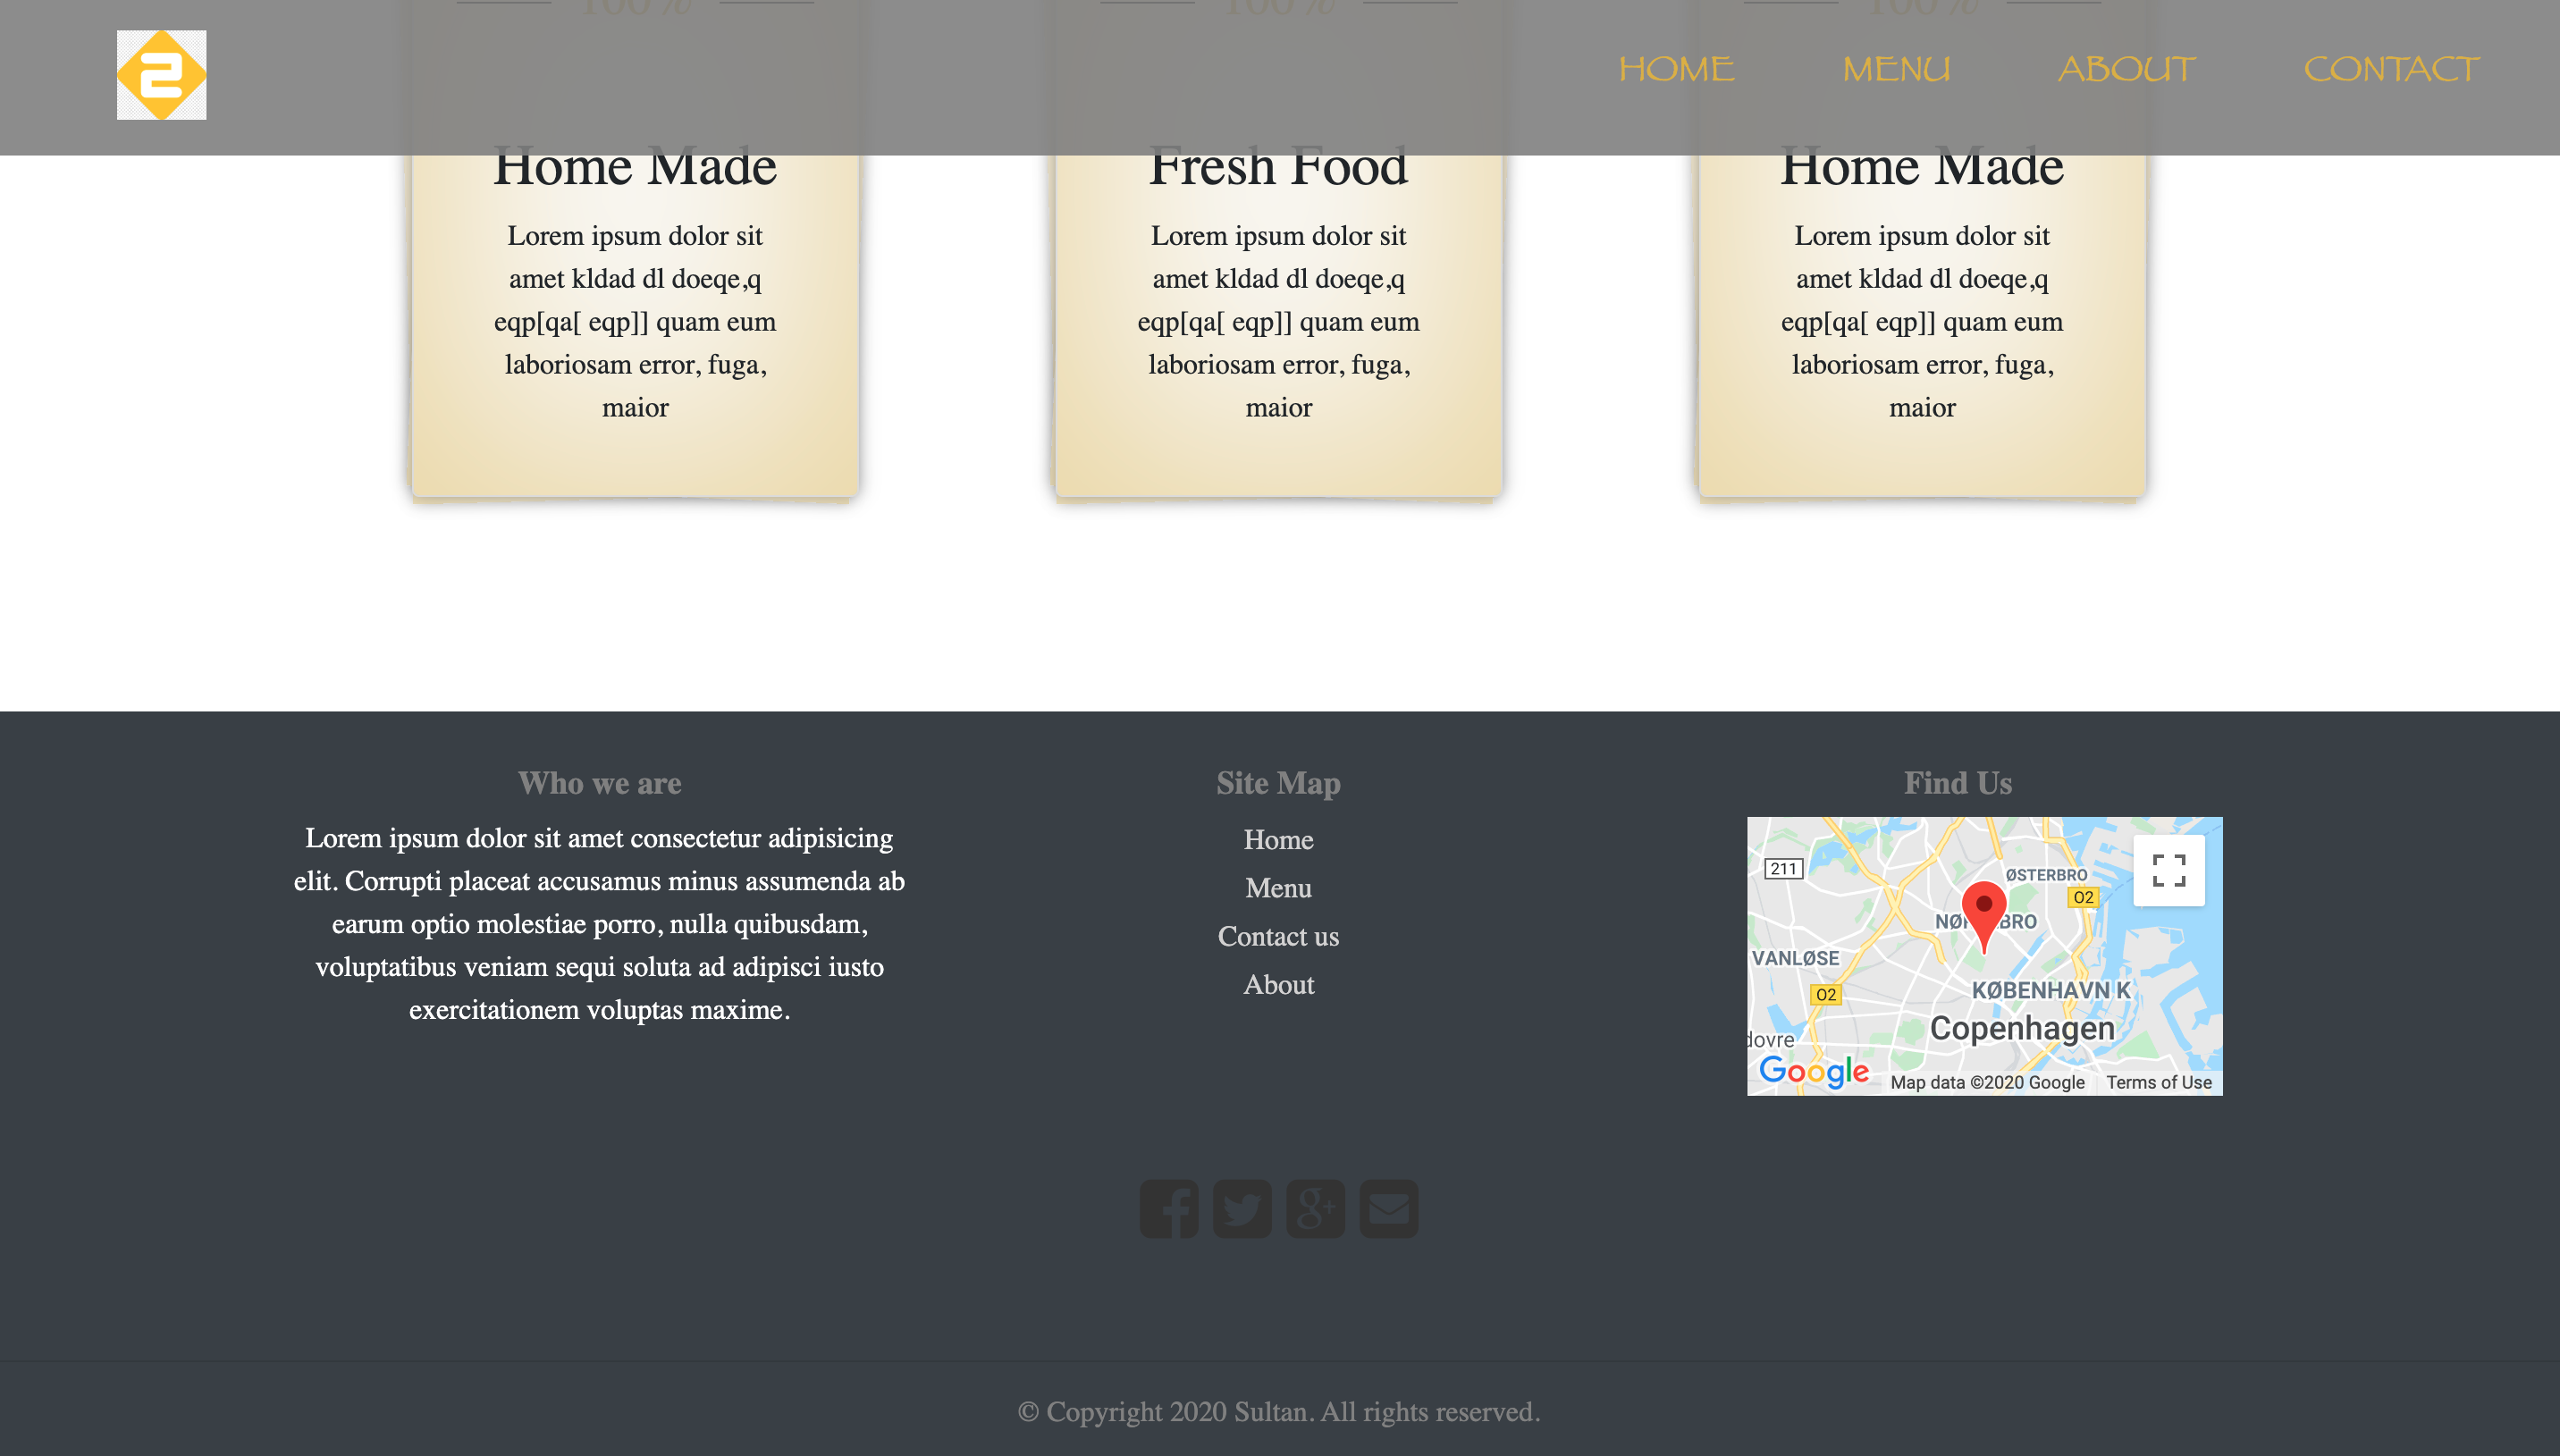 100%
100%
100%
2
HOME MENU ABOUT CONTACT
Home Made
Lorem ipsum dolor sit
amet kldad dl doeqe,q
eqp[qa[ eqp]] quam eum
laboriosam error, fuga,
maior
Fresh Food
Lorem ipsum dolor sit
amet kldad dl doeqe,q
eqp[qa[ eqp]] quam eum
laboriosam error, fuga,
maior
Home Made
Lorem ipsum dolor sit
amet kldad dl doeqe,q
eqp[qa[ eqp]] quam eum
laboriosam error, fuga,
maior
Who we are
Lorem ipsum dolor sit amet consectetur adipisicing
elit. Corrupti placeat accusamus minus assumenda ab
earum optio molestiae porro, nulla quibusdam,
voluptatibus veniam sequi soluta ad adipisci iusto
exercitationem voluptas maxime.
Site Map
Home
Menu
Contact us
About
Find Us
211
ØSTERBRO
O2
VANLØSE
O2
KØBENHAVN K
Copenhagen
dovre
Google
Map data ©2020 Google
Terms of Use
© Copyright 2020 Sultan. All rights reserved.